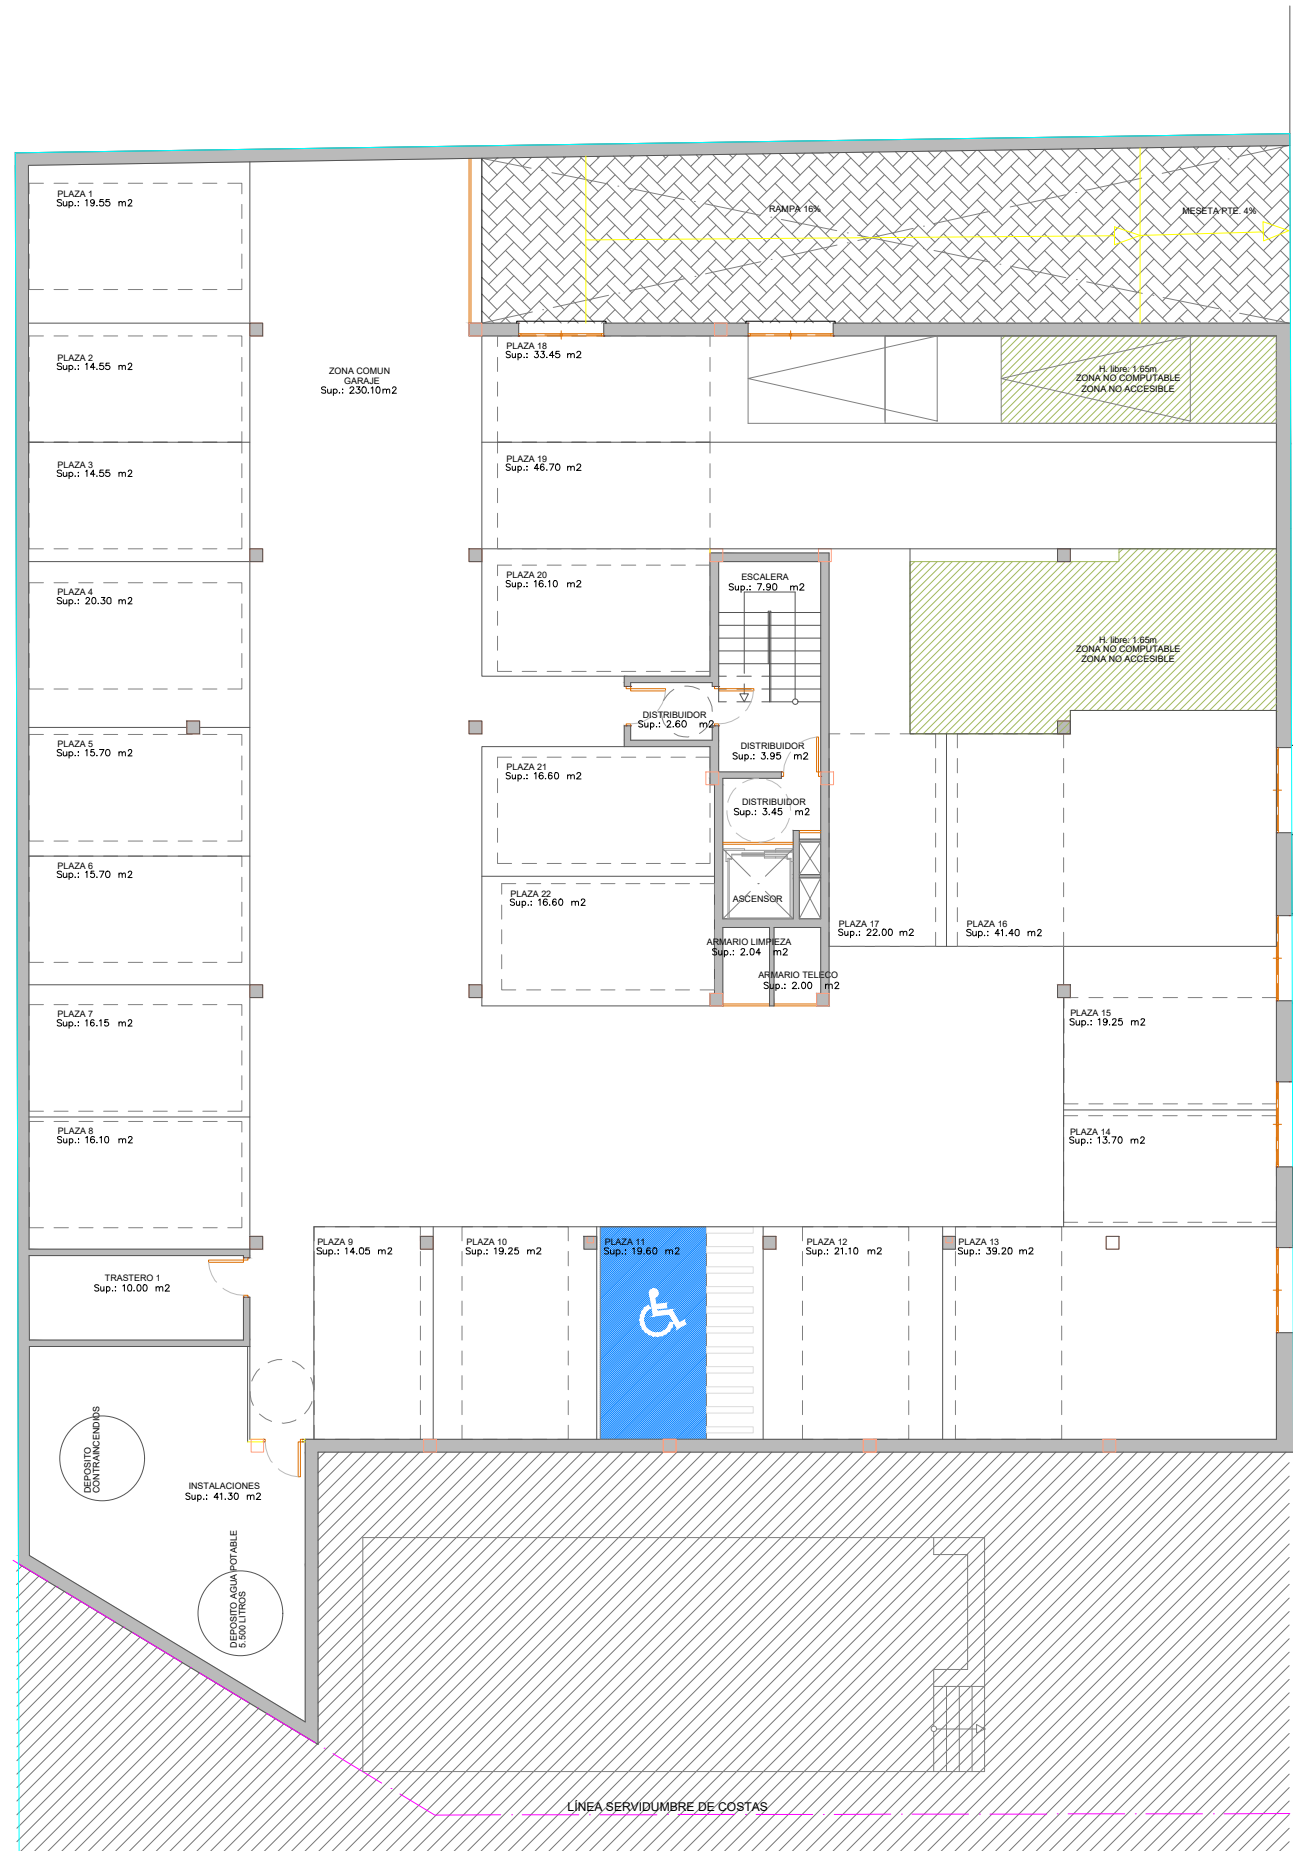 RAMPA 16%
MESETA PTE. 4%
PLAZA 1
Sup.: 19.55 m2
PLAZA 2
Sup.: 14.55 m2
ZONA COMUN
GARAJE
Sup.: 230.10m2
PLAZA 18
Sup.: 33.45 m2
H. libre: 1.65m
ZONA NO COMPUTABLE
ZONA NO ACCESIBLE
PLAZA 3
Sup.: 14.55 m2
PLAZA 19
Sup.: 46.70 m2
PLAZA 4
Sup.: 20.30 m2
PLAZA 20
Sup.: 16.10 m2
ESCALERA
Sup.: 7.90 m2
H. libre: 1.65m
ZONA NO COMPUTABLE
ZONA NO ACCESIBLE
DISTRIBUIDOR
Sup.: 2.60 m2
PLAZA 5
Sup.: 15.70 m2
DISTRIBUIDOR
Sup.: 3.95 m2
PLAZA 21
Sup.: 16.60 m2
DISTRIBUIDOR
Sup.: 3.45 m2
PLAZA 6
Sup.: 15.70 m2
PLAZA 22
Sup.: 16.60 m2
ASCENSOR
PLAZA 17
Sup.: 22.00 m2
PLAZA 16
Sup.: 41.40 m2
ARMARIO LIMPIEZA
Sup.: 2.04 m2
ARMARIO TELECO
Sup.: 2.00 m2
PLAZA 7
Sup.: 16.15 m2
PLAZA 15
Sup.: 19.25 m2
PLAZA 8
Sup.: 16.10 m2
PLAZA 14
Sup.: 13.70 m2
PLAZA 9
Sup.: 14.05 m2
PLAZA 10
Sup.: 19.25 m2
PLAZA 11
Sup.: 19.60 m2
PLAZA 12
Sup.: 21.10 m2
PLAZA 13
Sup.: 39.20 m2
TRASTERO 1
Sup.: 10.00 m2
DEPOSITO
CONTRAINCENDIOS
INSTALACIONES
Sup.: 41.30 m2
DEPOSITO AGUA POTABLE
5.500 LITROS
LÍNEA SERVIDUMBRE DE COSTAS